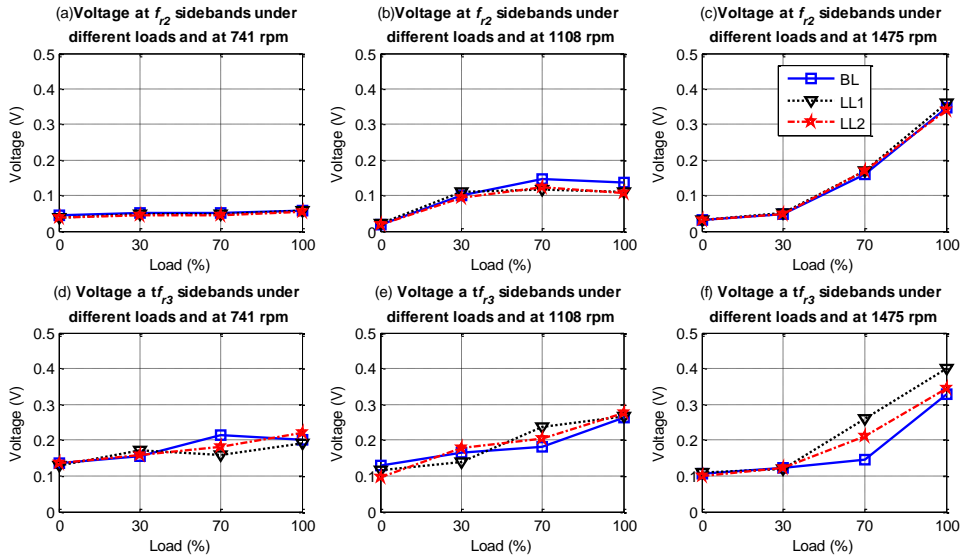 (a)Voltage at fr2 sidebands under
different loads and at 741 rpm
0.5
0.4
0.3
0.2
0.1
0
Voltage (V)
0 30 70 100
Load (%)
(b)Voltage at fr2 sidebands under
different loads and at 1108 rpm
0.5
0.4
0.3
0.2
0.1
0
Voltage (V)
0 30 70 100
Load (%)
(c)Voltage at fr2 sidebands under
different loads and at 1475 rpm
0.5
0.4
0.3
0.2
0.1
0
Voltage (V)
BL
LL1
LL2
0 30 70 100
Load (%)
(d) Voltage a tfr3 sidebands under
different loads and at 741 rpm
0.5
0.4
0.3
0.2
0.1
0
Voltage (V)
0 30 70 100
Load (%)
(e) Voltage a tfr3 sidebands under
different loads and at 1108 rpm
0.5
0.4
0.3
0.2
0.1
0
Voltage (V)
0 30 70 100
Load (%)
(f) Voltage a tfr3 sidebands under
different loads and at 1475 rpm
0.5
0.4
0.3
0.2
0.1
0
Voltage (V)
0 30 70 100
Load (%)